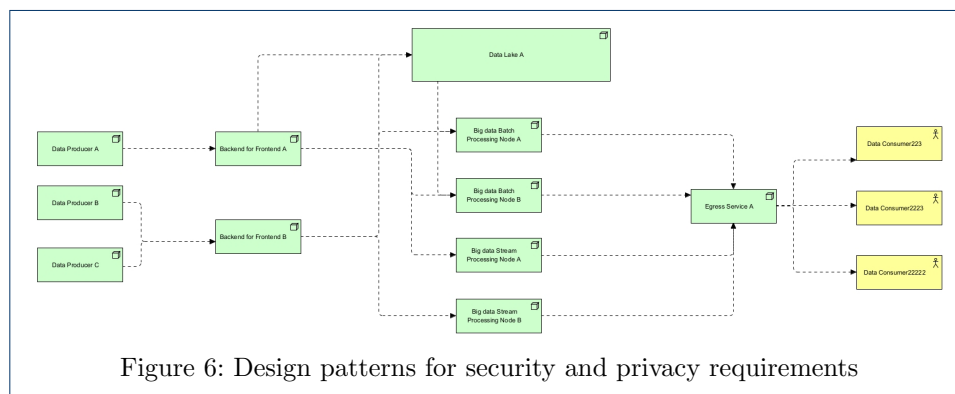 Data Lake A
Big data Batch
Processing Node A
Data Producer A
Backend for Frontend A
Data Consumer223
Data Producer B
Big data Batch
Processing Node B
Egress Service A
Data Consumer2223
Backend for Frontend B
Data Producer C
Big data Stream
Processing Node A
Data Consumer22222
Big data Stream
Processing Node B
Figure 6: Design patterns for security and privacy requirements